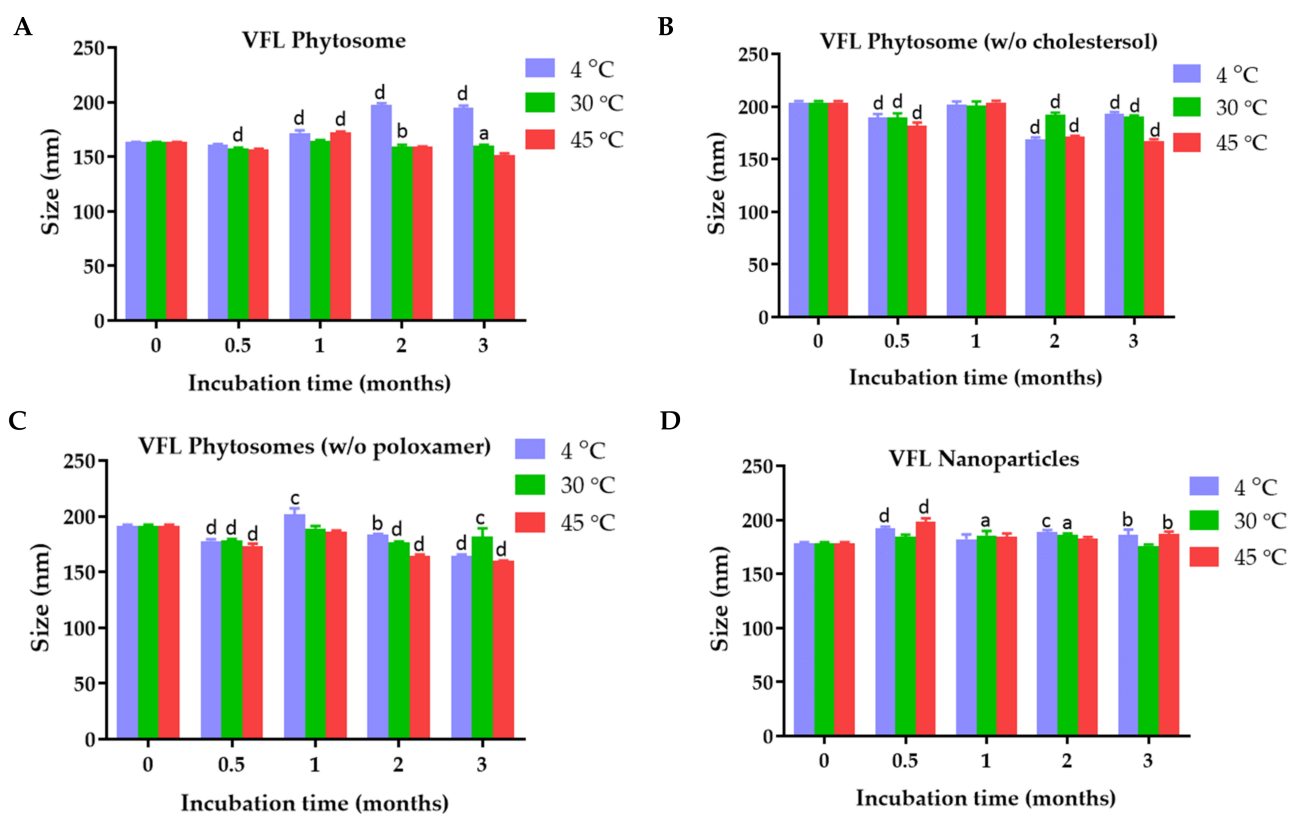 A
VFL Phytosome
250
200
150
100
50
0
Size (nm)
d
d
d
d
b
d
a
4 °C
30 °C
45 °C
0 0.5 1 2 3
Incubation time (months)
B
VFL Phytosome (w/o cholestersol)
250
200
150
100
50
0
Size (nm)
d d d
d d d
d d d
4 °C
30 °C
45 °C
0 0.5 1 2 3
Incubation time (months)
C
VFL Phytosomes (w/o poloxamer)
250
200
150
100
50
0
Size (nm)
d d d
c
b d d
d c d
4 °C
30 °C
45 °C
0 0.5 1 2 3
Incubation time (months)
D
VFL Nanoparticles
250
200
150
100
50
0
Size (nm)
d d
a
c a
b b
4 °C
30 °C
45 °C
0 0.5 1 2 3
Incubation time (months)